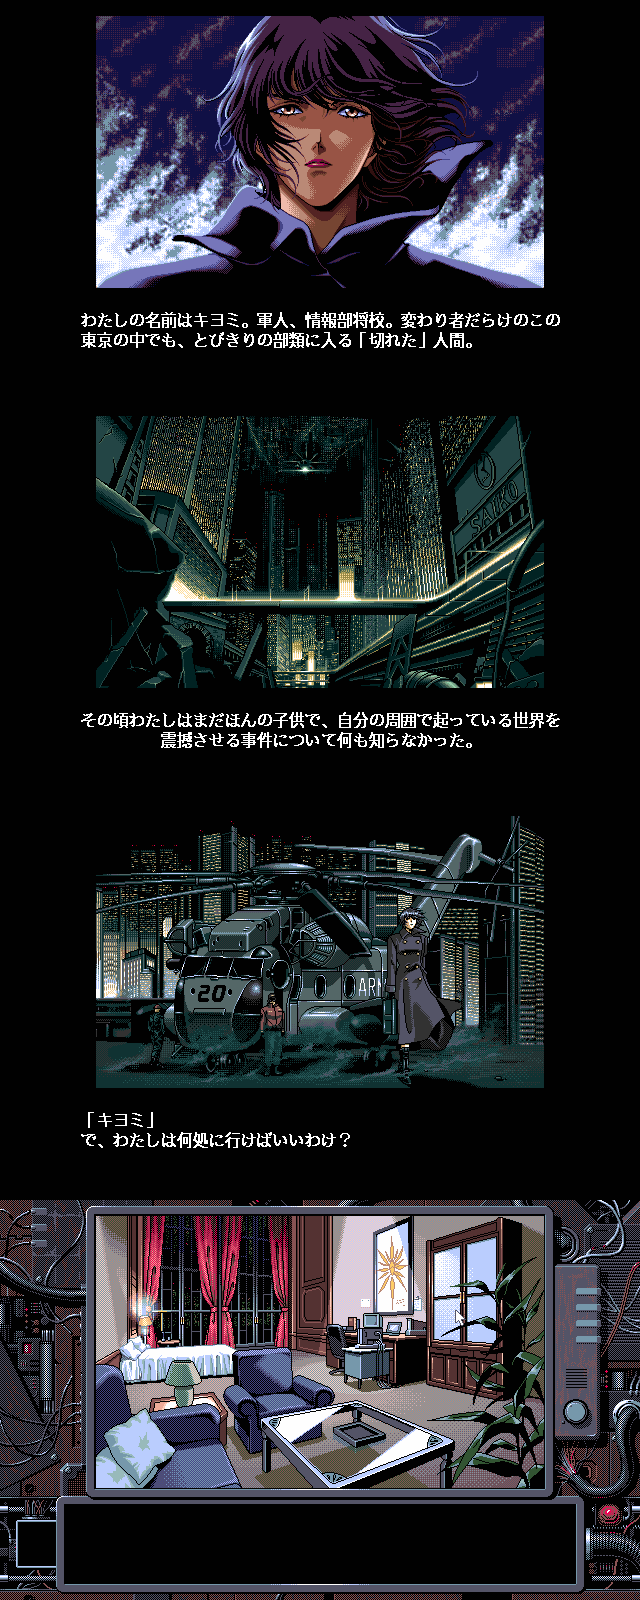 わたしの名前はキヨミ。軍人、情報部将校。変わり者だらけのこの
東京の中でも、とびきりの部類に入る「切れた」人間。
SAIKO
その頃わたしはまだほんの子供で、自分の周囲で起っている世界を
震撼させる事件について何も知らなかった。
20
ARM
「キヨミ」
で、わたしは何処に行けばいいわけ？